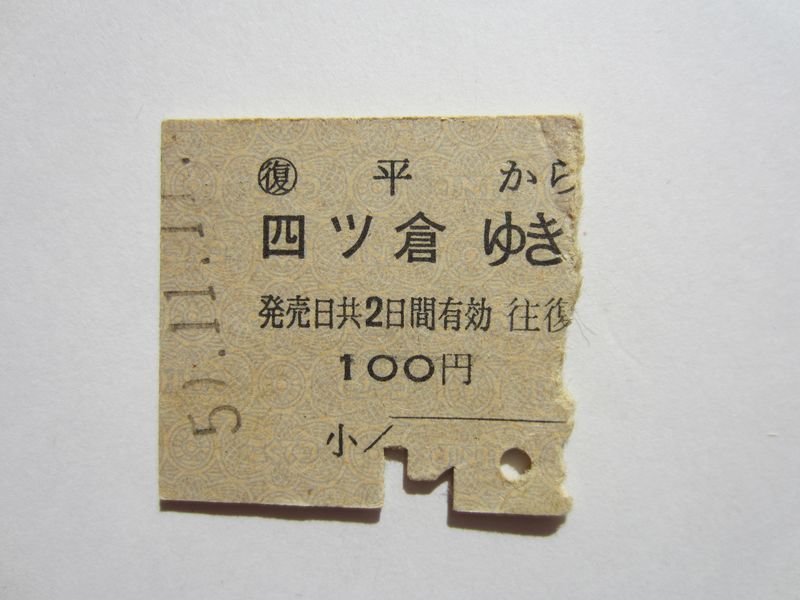 復 平 から
四ツ倉 ゆき
発売日共2日間有効 往復
100円
小